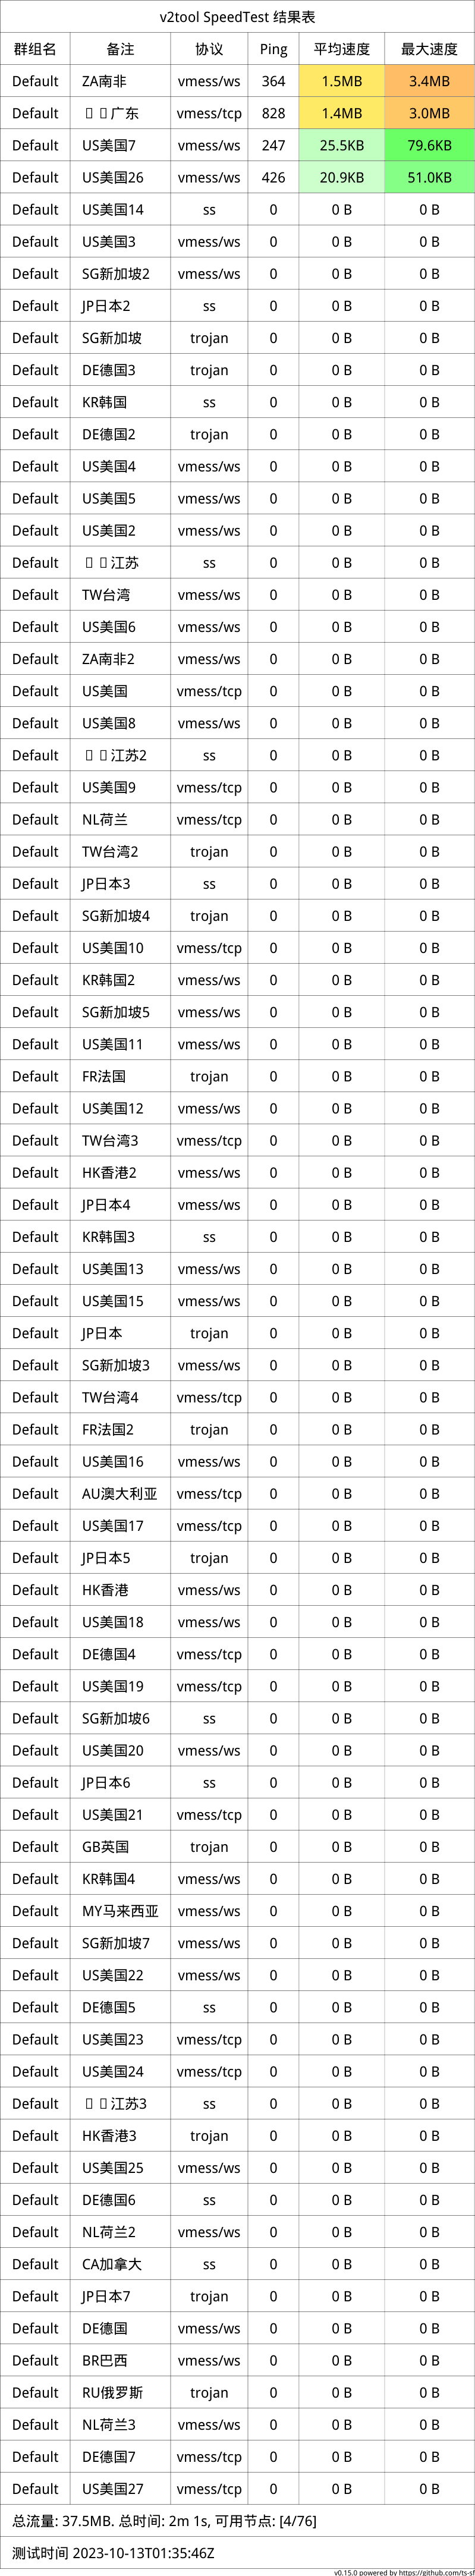 v2tool SpeedTest 结果表
群组名 备注 协议 Ping 平均速度 最大速度
Default ZA南非 vmess/ws 364 1.5MB 3.4MB
Default 广东 vmess/tcp 828 1.4MB 3.0MB
Default US美国7 vmess/ws 247 25.5KB 79.6KB
Default US美国26 vmess/ws 426 20.9KB 51.0KB
Default US美国14 ss 0 0 B 0 B
Default US美国3 vmess/ws 0 0 B 0 B
Default SG新加坡2 vmess/ws 0 0 B 0 B
Default JP日本2 ss 0 0 B 0 B
Default SG新加坡 trojan 0 0 B 0 B
Default DE德国3 trojan 0 0 B 0 B
Default KR韩国 ss 0 0 B 0 B
Default DE德国2 trojan 0 0 B 0 B
Default US美国4 vmess/ws 0 0 B 0 B
Default US美国5 vmess/ws 0 0 B 0 B
Default US美国2 vmess/ws 0 0 B 0 B
Default 江苏 ss 0 0 B 0 B
Default TW台湾 vmess/ws 0 0 B 0 B
Default US美国6 vmess/ws 0 0 B 0 B
Default ZA南非2 vmess/ws 0 0 B 0 B
Default US美国 vmess/tcp 0 0 B 0 B
Default US美国8 vmess/ws 0 0 B 0 B
Default 江苏2 ss 0 0 B 0 B
Default US美国9 vmess/tcp 0 0 B 0 B
Default NL荷兰 vmess/tcp 0 0 B 0 B
Default TW台湾2 trojan 0 0 B 0 B
Default JP日本3 ss 0 0 B 0 B
Default SG新加坡4 trojan 0 0 B 0 B
Default US美国10 vmess/tcp 0 0 B 0 B
Default KR韩国2 vmess/ws 0 0 B 0 B
Default SG新加坡5 vmess/ws 0 0 B 0 B
Default US美国11 vmess/ws 0 0 B 0 B
Default FR法国 trojan 0 0 B 0 B
Default US美国12 vmess/ws 0 0 B 0 B
Default TW台湾3 vmess/tcp 0 0 B 0 B
Default HK香港2 vmess/ws 0 0 B 0 B
Default JP日本4 vmess/ws 0 0 B 0 B
Default KR韩国3 ss 0 0 B 0 B
Default US美国13 vmess/ws 0 0 B 0 B
Default US美国15 vmess/ws 0 0 B 0 B
Default JP日本 trojan 0 0 B 0 B
Default SG新加坡3 vmess/ws 0 0 B 0 B
Default TW台湾4 vmess/tcp 0 0 B 0 B
Default FR法国2 trojan 0 0 B 0 B
Default US美国16 vmess/ws 0 0 B 0 B
Default AU澳大利亚 vmess/tcp 0 0 B 0 B
Default US美国17 vmess/tcp 0 0 B 0 B
Default JP日本5 trojan 0 0 B 0 B
Default HK香港 vmess/ws 0 0 B 0 B
Default US美国18 vmess/ws 0 0 B 0 B
Default DE德国4 vmess/tcp 0 0 B 0 B
Default US美国19 vmess/tcp 0 0 B 0 B
Default SG新加坡6 ss 0 0 B 0 B
Default US美国20 vmess/ws 0 0 B 0 B
Default JP日本6 ss 0 0 B 0 B
Default US美国21 vmess/tcp 0 0 B 0 B
Default GB英国 trojan 0 0 B 0 B
Default KR韩国4 vmess/ws 0 0 B 0 B
Default MY马来西亚 vmess/ws 0 0 B 0 B
Default SG新加坡7 vmess/ws 0 0 B 0 B
Default US美国22 vmess/ws 0 0 B 0 B
Default DE德国5 ss 0 0 B 0 B
Default US美国23 vmess/tcp 0 0 B 0 B
Default US美国24 vmess/tcp 0 0 B 0 B
Default 江苏3 ss 0 0 B 0 B
Default HK香港3 trojan 0 0 B 0 B
Default US美国25 vmess/ws 0 0 B 0 B
Default DE德国6 ss 0 0 B 0 B
Default NL荷兰2 vmess/ws 0 0 B 0 B
Default CA加拿大 ss 0 0 B 0 B
Default JP日本7 trojan 0 0 B 0 B
Default DE德国 vmess/ws 0 0 B 0 B
Default BR巴西 vmess/ws 0 0 B 0 B
Default RU俄罗斯 trojan 0 0 B 0 B
Default NL荷兰3 vmess/ws 0 0 B 0 B
Default DE德国7 vmess/tcp 0 0 B 0 B
Default US美国27 vmess/ws 0 0 B 0 B
总流量: 37.5MB. 总时间: 2m 1s, 可用节点: [4/76]
测试时间 2023-10-13T01:35:46Z
v0.15.0 powered by https://github.com/ts-sf